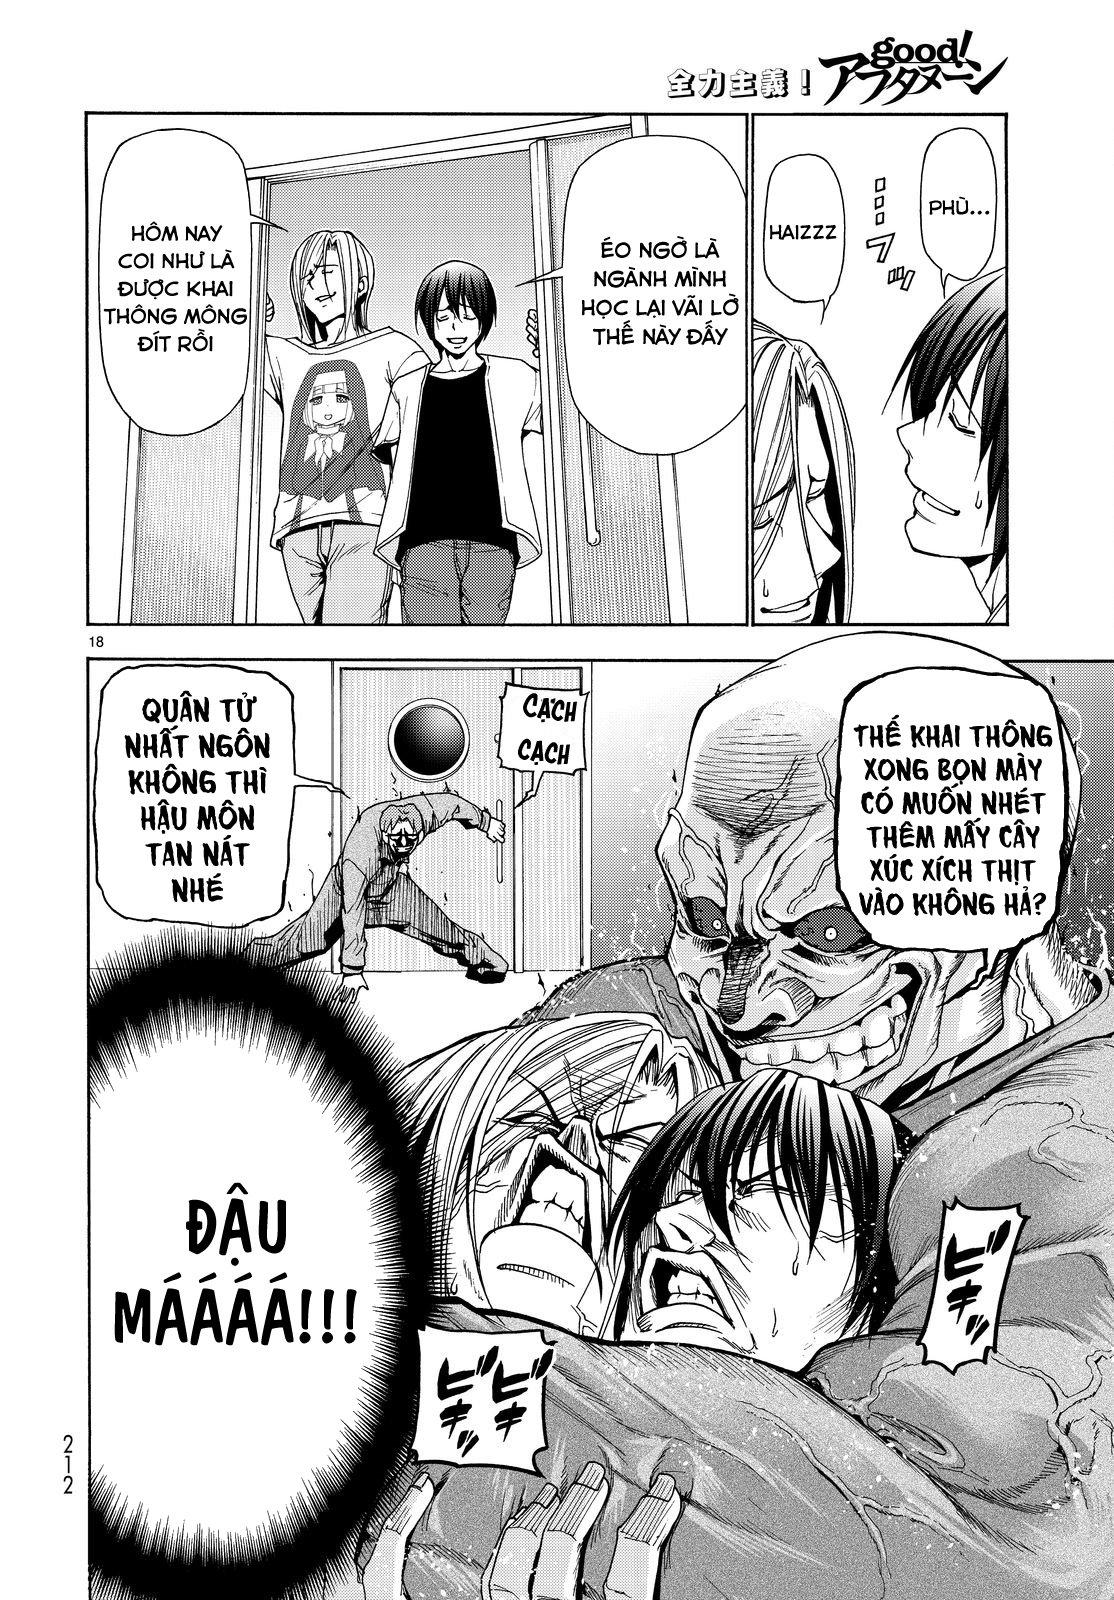 全力主義!
good!
アフタヌーン
PHÙ...
HAIZZZ
フッ...
ÉO NGỜ LÀ
NGÀNH MÌNH
HỌC LẠI VÃI LỜ
THẾ NÀY ĐẤY
HÔM NAY
COI NHƯ LÀ
ĐƯỢC KHAI
THÔNG MÔNG
ĐÍT RỒI
18
THẾ KHAI THÔNG
XONG BỌN MÀY
CÓ MUỐN NHÉT
THÊM MẤY CÂY
XÚC XÍCH THỊT
VÀO KHÔNG HẢ?
CẠCH
CẠCH
QUÂN TỬ
NHẤT NGÔN
KHÔNG THÌ
HẬU MÔN
TAN NÁT
NHÉ
ビキッ
ビキッ
ĐẬU
MÁÁÁÁ!!!
212